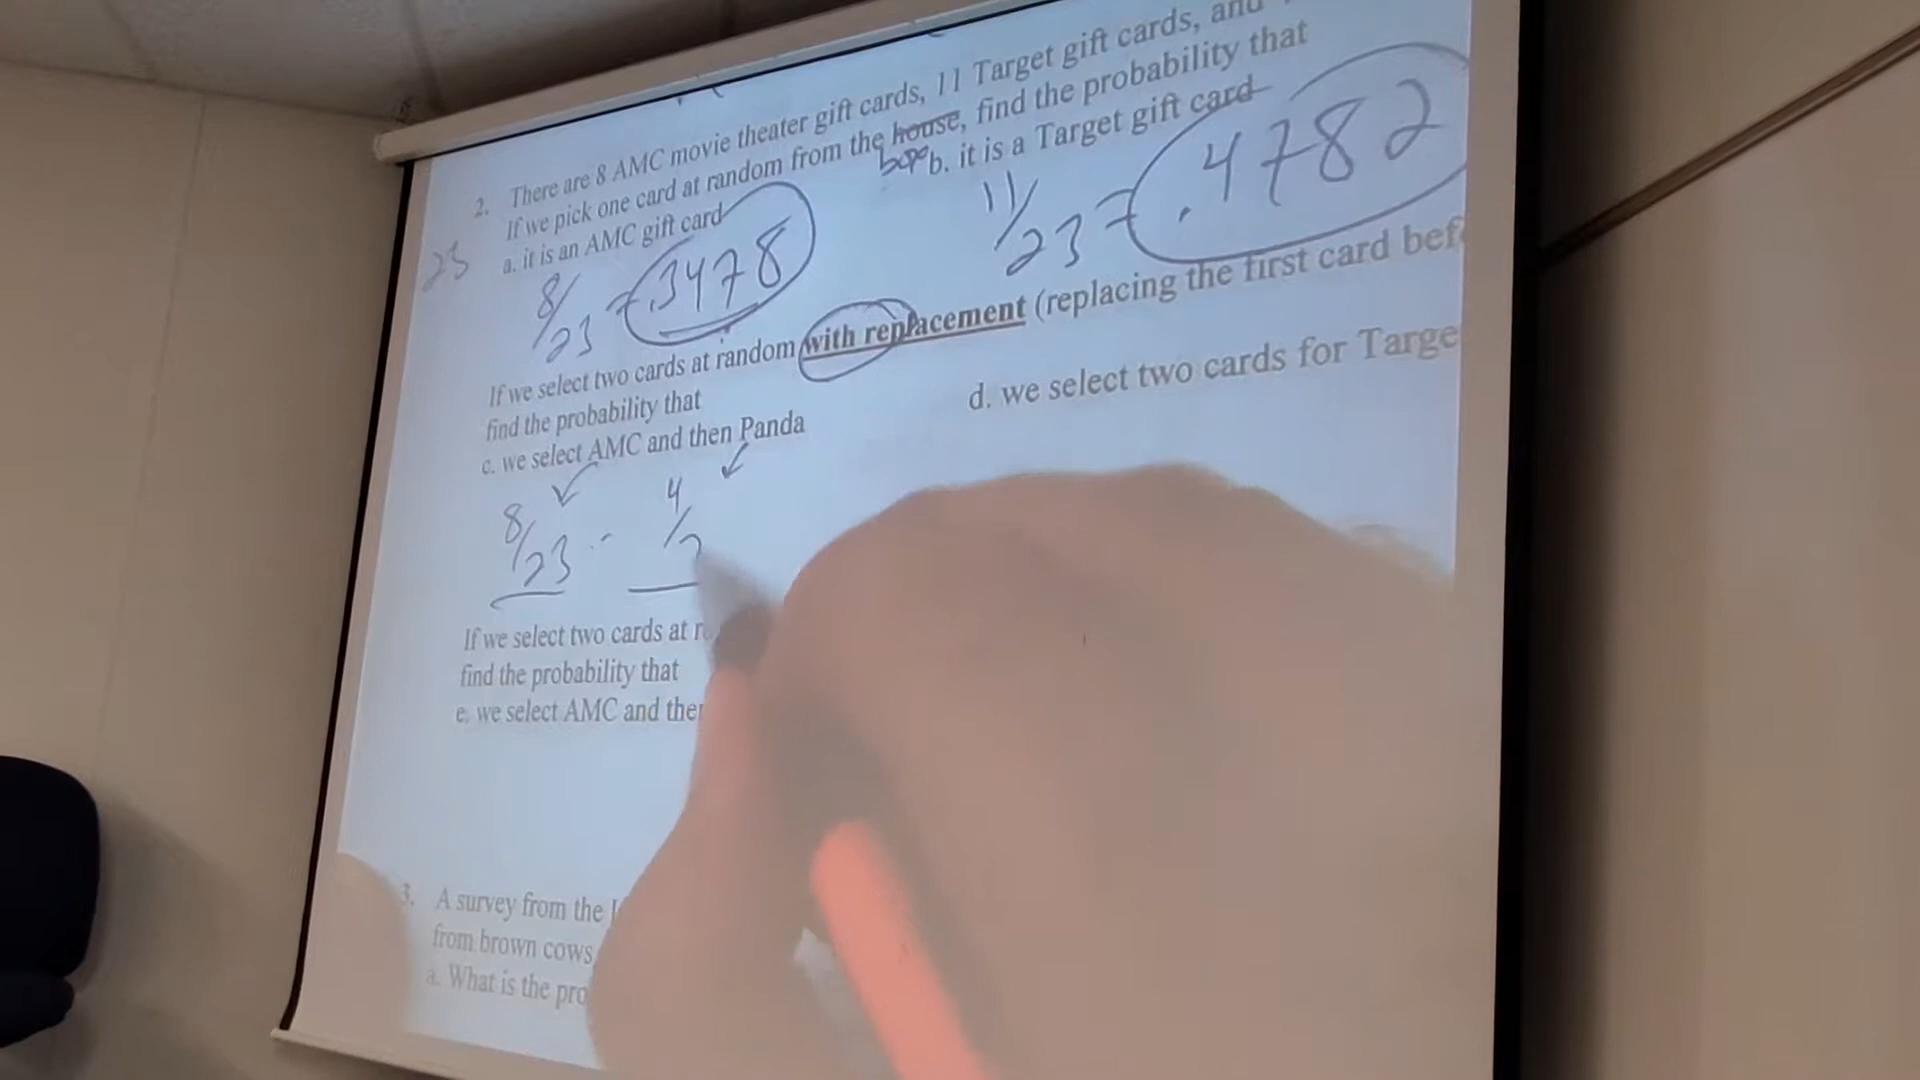 2. There are 8 AMC movie theater gift cards, 11 Target gift cards, and
If we pick one card at random from the house, find the probability that
box
a. it is an AMC gift card
b. it is a Target gift card
23
8/23 = .3478
11/23 = .4782
If we select two cards at random with replacement (replacing the first card bef
find the probability that
c. we select AMC and then Panda
d. we select two cards for Targe
8/23 · 4/2
If we select two cards at
find the probability that
e. we select AMC and the
3. A survey from the
from brown cows
a. What is the pro